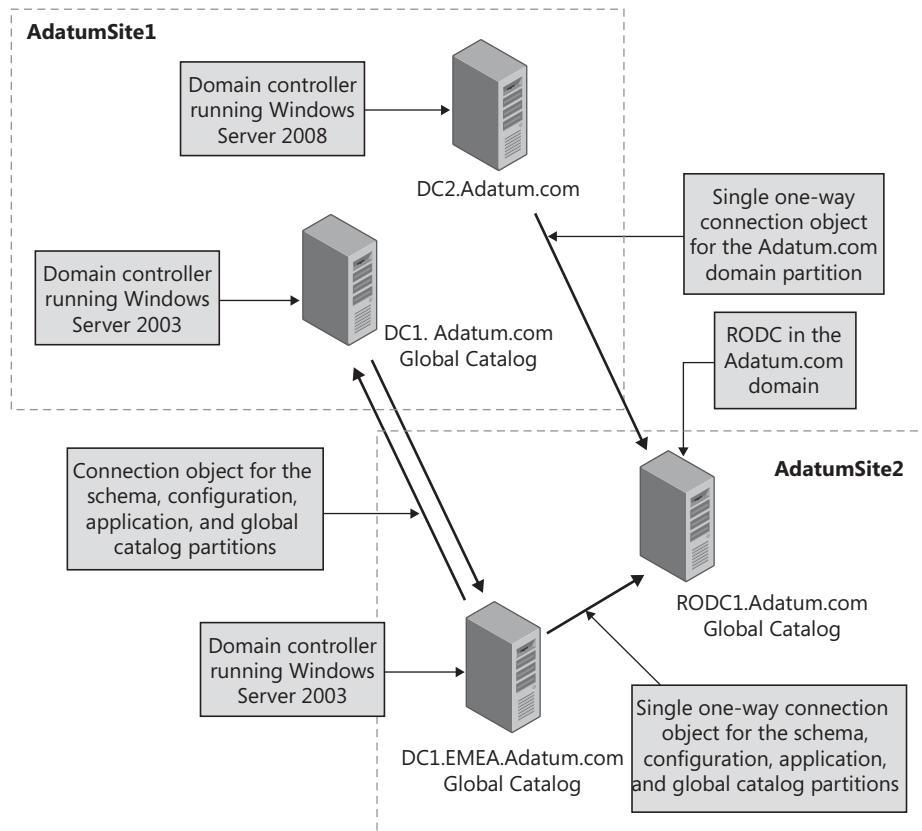 AdatumSite1
Domain controller
running Windows
Server 2008
DC2.Adatum.com
Single one-way
connection object
for the Adatum.com
domain partition
Domain controller
running Windows
Server 2003
DC1. Adatum.com
Global Catalog
RODC in the
Adatum.com
domain
Connection object for the
schema, configuration,
application, and global
catalog partitions
AdatumSite2
RODC1.Adatum.com
Global Catalog
Domain controller
running Windows
Server 2003
DC1.EMEA.Adatum.com
Global Catalog
Single one-way connection
object for the schema,
configuration, application,
and global catalog partitions